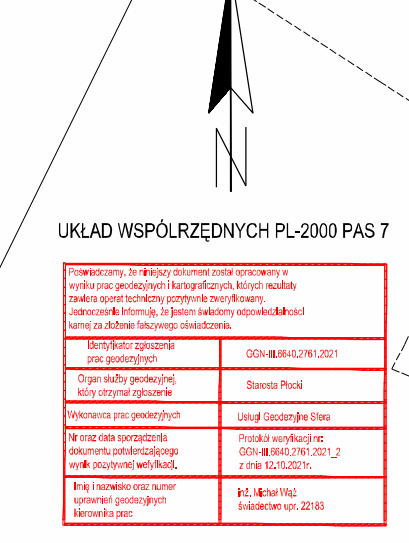 N
UKŁAD WSPÓLRZĘDNYCH PL-2000 PAS 7
Poświadczamy, że niniejszy dokument został opracowany w
wyniku prac geodezyjnych i kartograficznych, których rezultaty
zawiera operat techniczny pozytywnie zweryfikowany.
Jednocześnie informuję, że jestem świadomy odpowiedzialności
karnej za złożenie fałszywego oświadczenia.
Identyfikator zgłoszenia
prac geodezyjnych
GGN-III.6640.2761.2021
Organ służby geodezyjnej,
który otrzymał zgłoszenie
Starosta Płocki
Wykonawca prac geodezyjnych
Usługi Geodezyjne Sfera
Nr oraz data sporządzenia
dokumentu potwierdzającego
wynik pozytywnej wefyfikacji.
Protokół weryfikacji nr:
GGN-III.6640.2761.2021_2
z dnia 12.10.2021r.
Imię i nazwisko oraz numer
uprawnień geodezyjnych
kierownika prac
inż. Michał Wąż
świadectwo upr. 22183